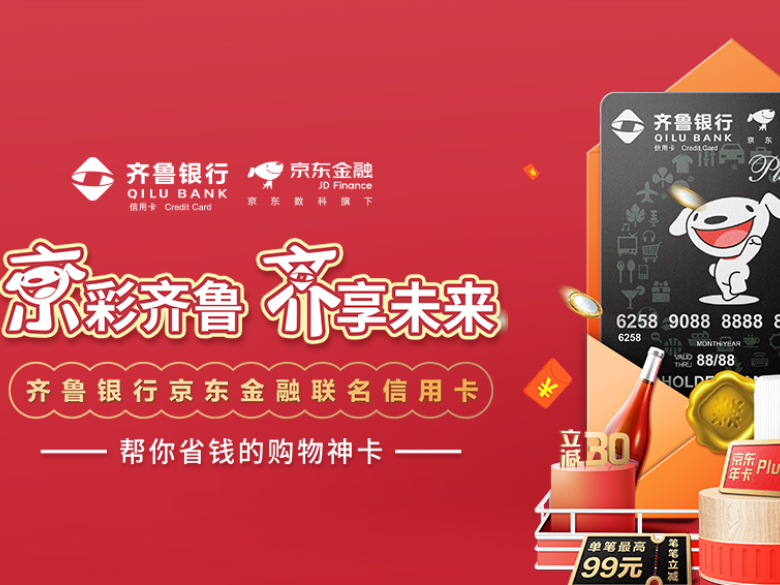 齐鲁银行
QILU BANK
信用卡 Credit Card
京东金融
JD Finance
京东数科旗下
京彩齐鲁 齐享未来
齐鲁银行京东金融联名信用卡
帮你省钱的购物神卡
齐鲁银行
QILU BANK
信用卡 Credit Card
京东
6258 9088 8888 8
6258
MONTH/YEAR
VALID
THRU
88/88
立减30
京东
年卡
Plu
单笔最高
99元
笔笔立减